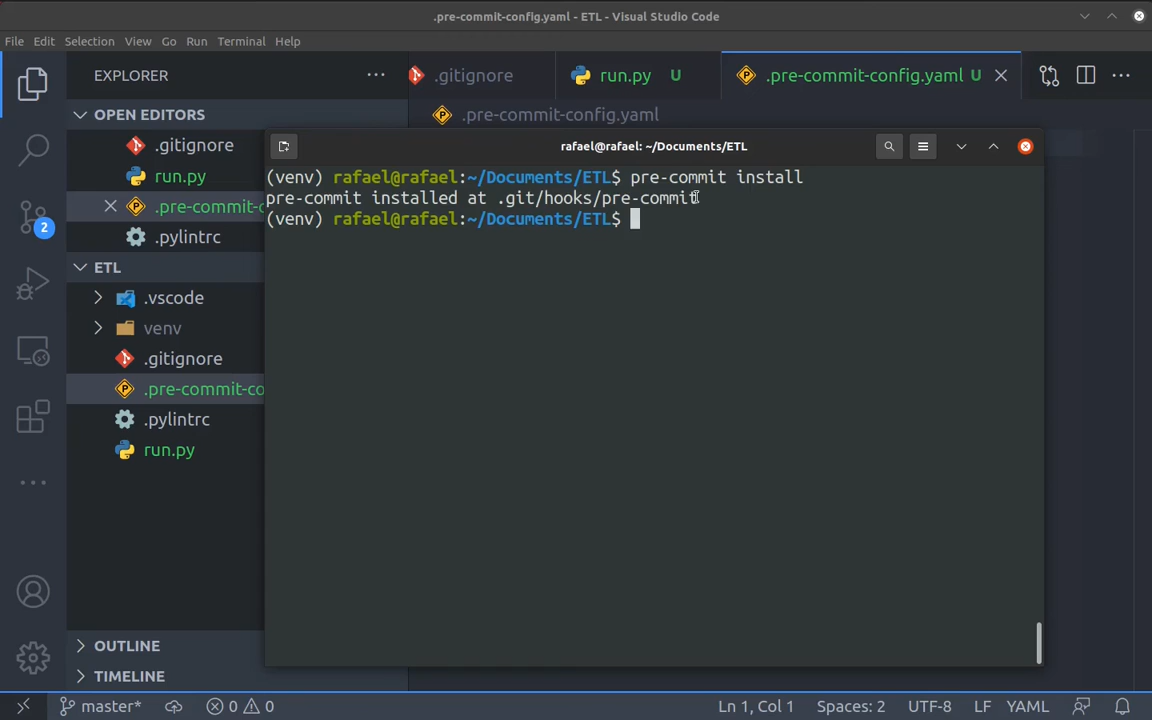 .pre-commit-config.yaml - ETL - Visual Studio Code
File Edit Selection View Go Run Terminal Help
EXPLORER
.gitignore
run.py U
.pre-commit-config.yaml U
OPEN EDITORS
.pre-commit-config.yaml
.gitignore
run.py
.pre-commit-c
.pylintrc
2
ETL
.vscode
venv
.gitignore
.pre-commit-co
.pylintrc
run.py
OUTLINE
TIMELINE
rafael@rafael: ~/Documents/ETL
(venv) rafael@rafael:~/Documents/ETL$ pre-commit install
pre-commit installed at .git/hooks/pre-commit
(venv) rafael@rafael:~/Documents/ETL$
master* 0 0 Ln 1, Col 1 Spaces: 2 UTF-8 LF YAML